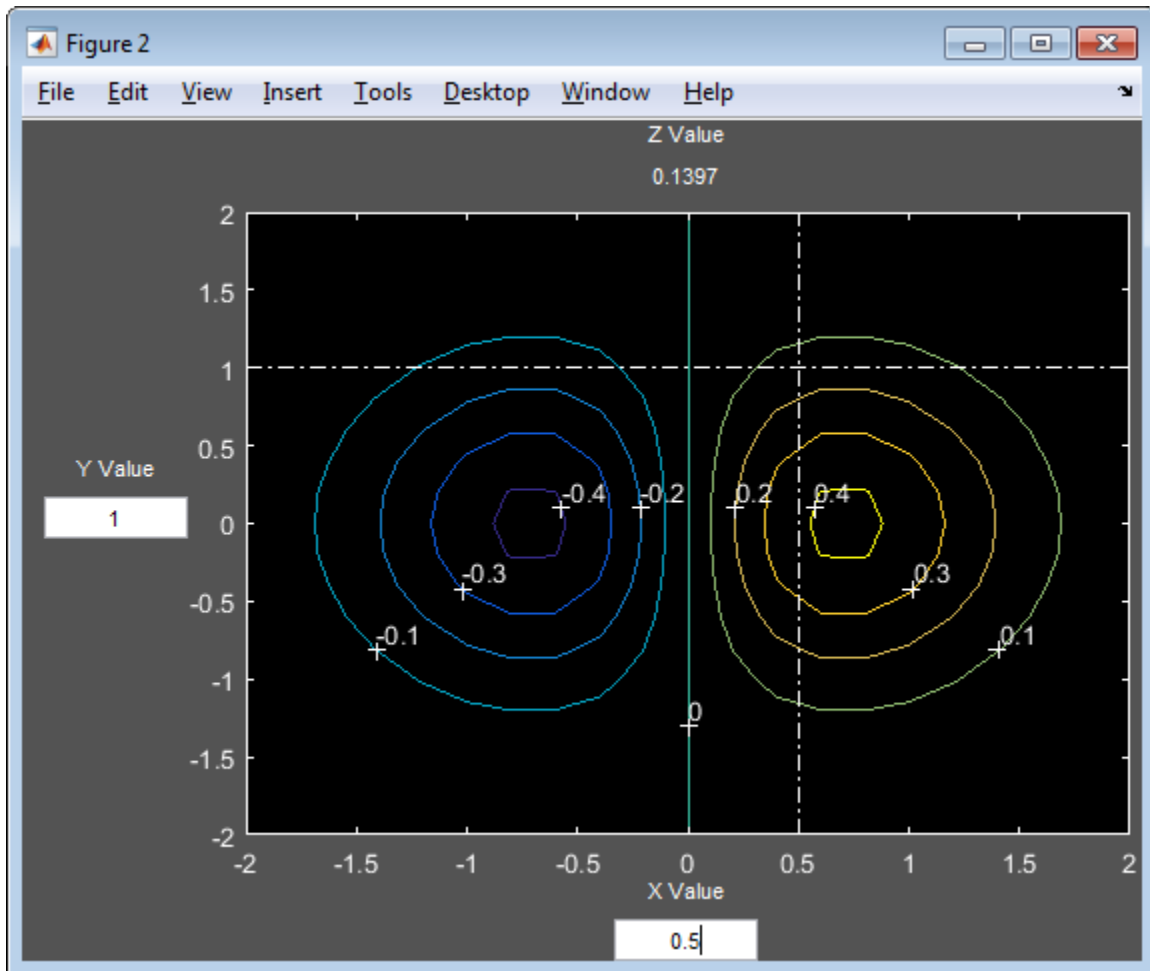 Figure 2
File Edit View Insert Tools Desktop Window Help
Z Value
0.1397
2
1.5
1
0.5
Y Value
-0.4 -0.2 0.2 0.4
1
0
-0.3 0.3
-0.5
-0.1 0.1
-1
0
-1.5
-2
-2 -1.5 -1 -0.5 0 0.5 1 1.5 2
X Value
0.5